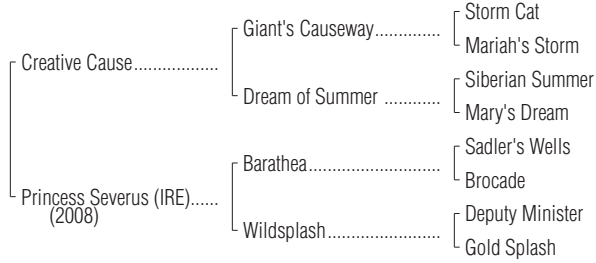 Storm Cat
Giant's Causeway..............
Mariah's Storm
Creative Cause..................
Siberian Summer
Dream of Summer ............
Mary's Dream
Sadler's Wells
Barathea............................
Brocade
Princess Severus (IRE)......
(2008)
Deputy Minister
Wildsplash........................
Gold Splash